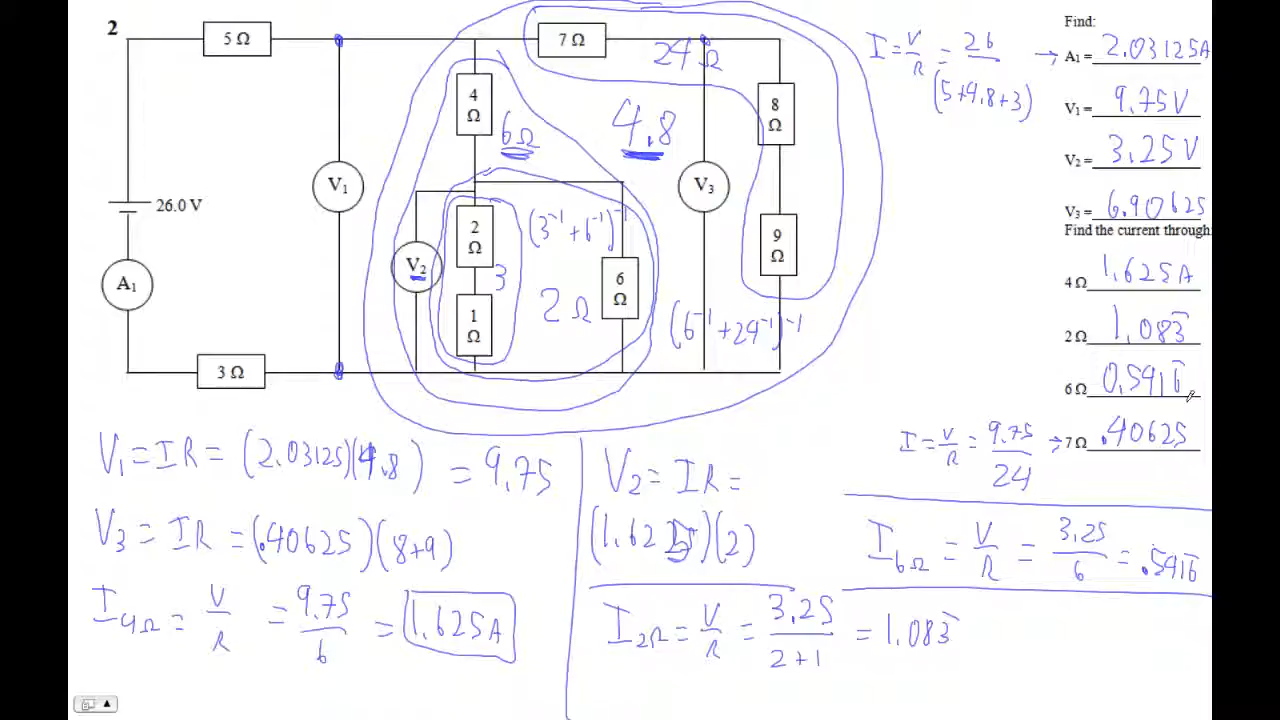 2
5 Ω
7 Ω
24 Ω
4 Ω
6Ω
4.8
8 Ω
V1
V3
26.0 V
2 Ω
(3⁻¹ + 6⁻¹)⁻¹
V2
3
9 Ω
A1
6 Ω
1 Ω
2 Ω
(6⁻¹ + 24⁻¹)⁻¹
3 Ω
I = V/R = 26/(5+4.8+3) →
Find:
A1 = 2.03125A
V1 = 9.75V
V2 = 3.25 V
V3 = 6.90625
Find the current through:
4 Ω 1.625A
2 Ω 1.083̅
6 Ω 0.5916̅
I = V/R = 9.75/24 → 7 Ω .40625
V1 = IR = (2.03125)(4.8) = 9.75
V3 = IR = (.40625)(8+9)
I4Ω = V/R = 9.75/6 = 1.625A
V2 = IR =
(1.625)(2)
I2Ω = V/R = 3.25/2+1 = 1.083̅
I6Ω = V/R = 3.25/6 = .5916̅